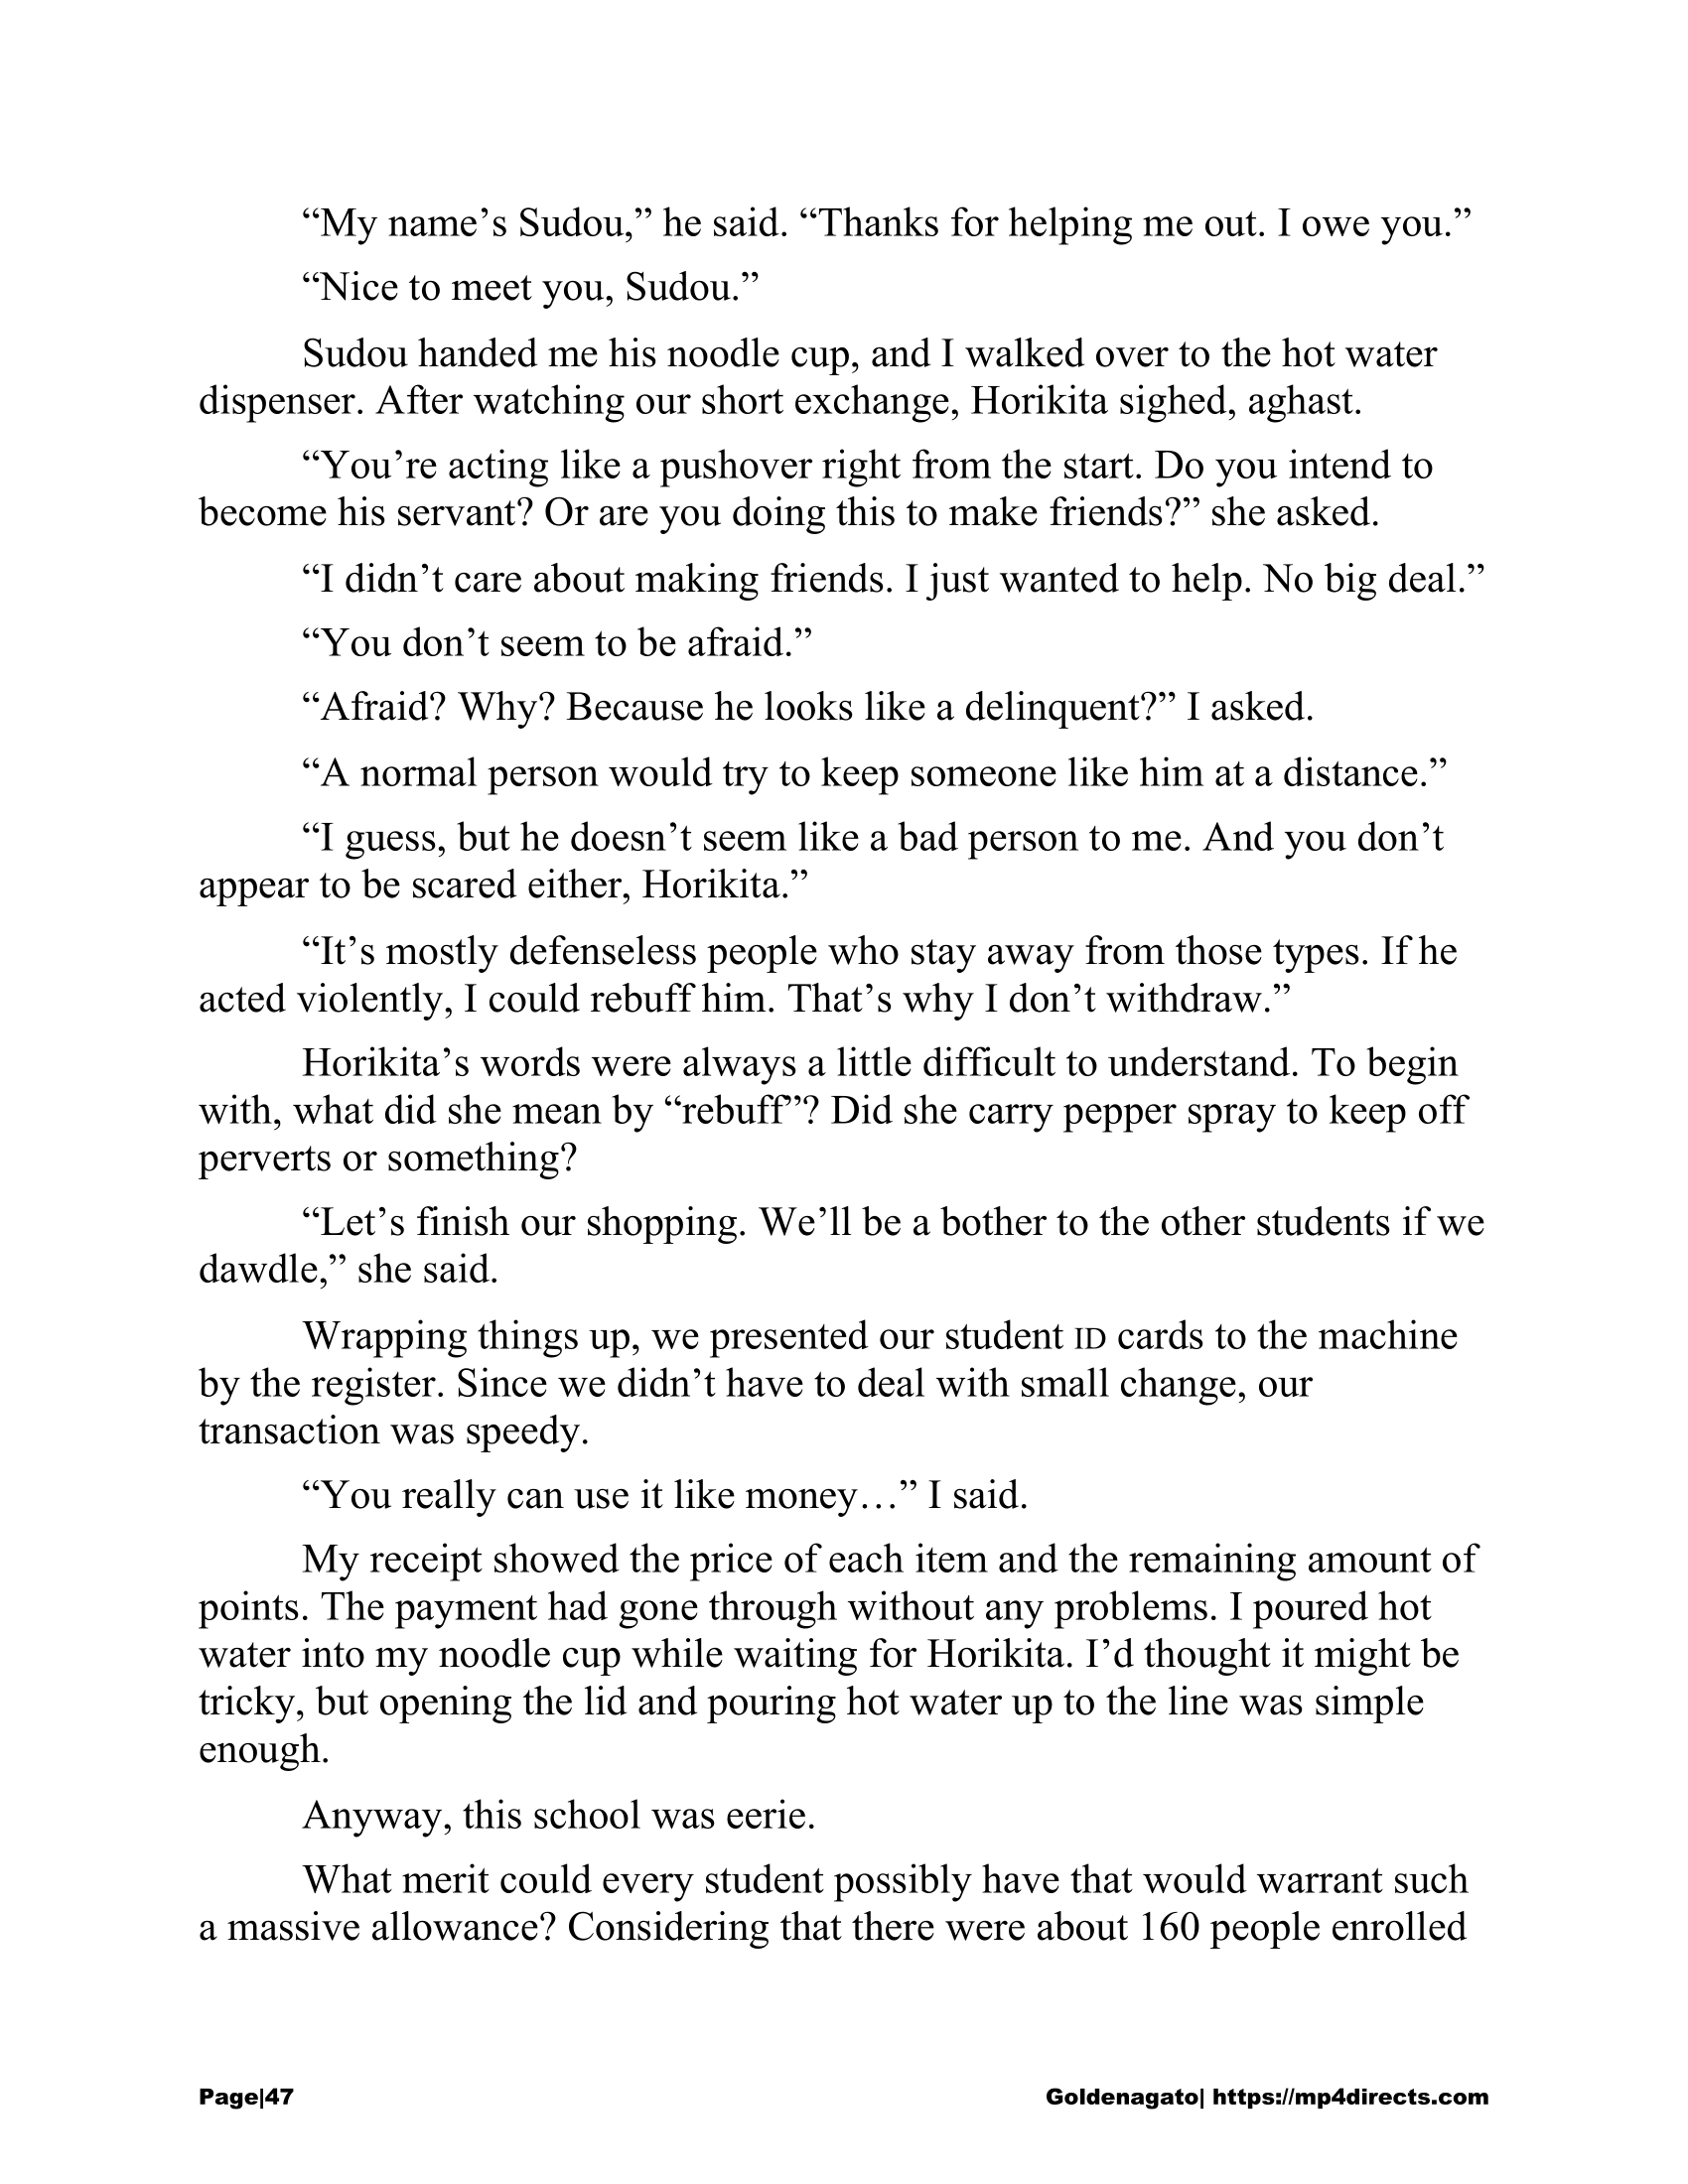 “My name’s Sudou,” he said. “Thanks for helping me out. I owe you.”
“Nice to meet you, Sudou.”
Sudou handed me his noodle cup, and I walked over to the hot water
dispenser. After watching our short exchange, Horikita sighed, aghast.
“You’re acting like a pushover right from the start. Do you intend to
become his servant? Or are you doing this to make friends?” she asked.
“I didn’t care about making friends. I just wanted to help. No big deal.”
“You don’t seem to be afraid.”
“Afraid? Why? Because he looks like a delinquent?” I asked.
“A normal person would try to keep someone like him at a distance.”
“I guess, but he doesn’t seem like a bad person to me. And you don’t
appear to be scared either, Horikita.”
“It’s mostly defenseless people who stay away from those types. If he
acted violently, I could rebuff him. That’s why I don’t withdraw.”
Horikita’s words were always a little difficult to understand. To begin
with, what did she mean by “rebuff”? Did she carry pepper spray to keep off
perverts or something?
“Let’s finish our shopping. We’ll be a bother to the other students if we
dawdle,” she said.
Wrapping things up, we presented our student ID cards to the machine
by the register. Since we didn’t have to deal with small change, our
transaction was speedy.
“You really can use it like money…” I said.
My receipt showed the price of each item and the remaining amount of
points. The payment had gone through without any problems. I poured hot
water into my noodle cup while waiting for Horikita. I’d thought it might be
tricky, but opening the lid and pouring hot water up to the line was simple
enough.
Anyway, this school was eerie.
What merit could every student possibly have that would warrant such
a massive allowance? Considering that there were about 160 people enrolled
Page|47 Goldenagato| https://mp4directs.com